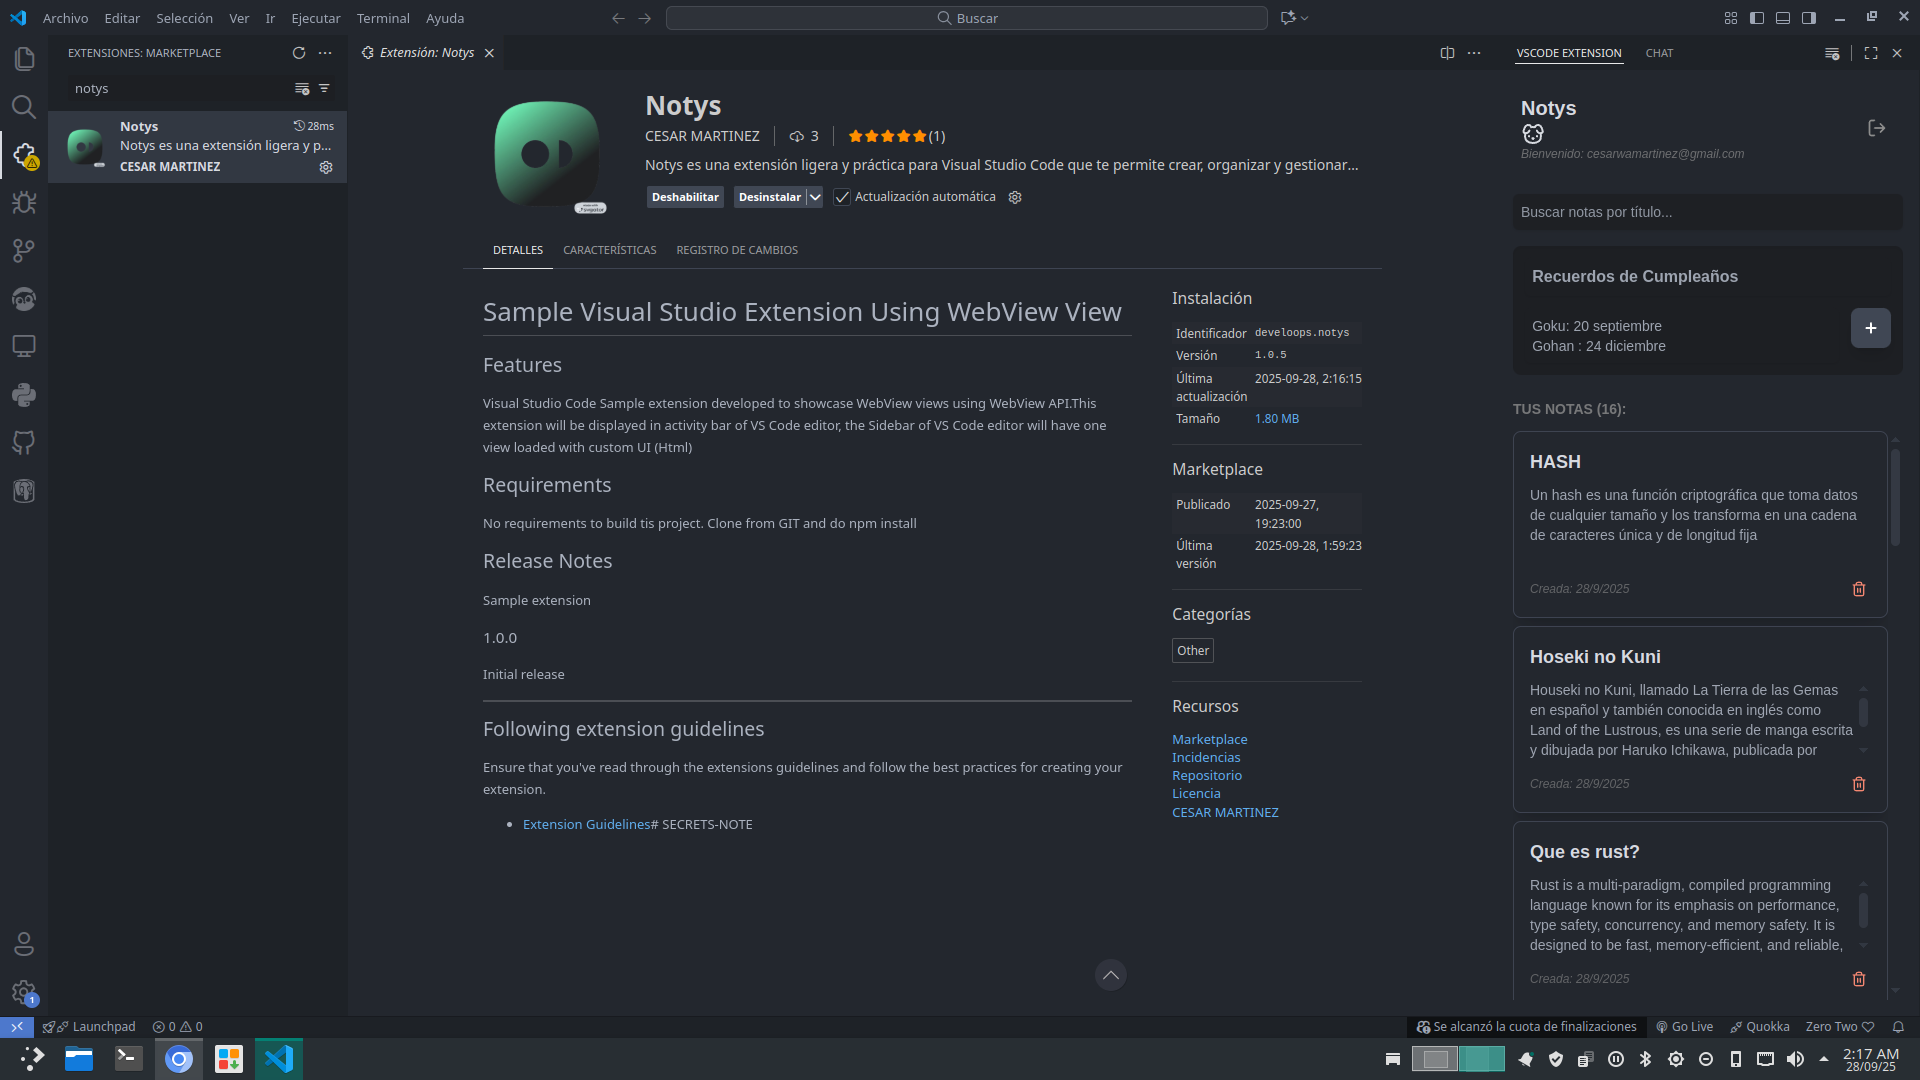 Archivo Editar Selección Ver Ir Ejecutar Terminal Ayuda
Buscar
EXTENSIONES: MARKETPLACE
notys
Notys 28ms
Notys es una extensión ligera y p...
CESAR MARTINEZ
Extensión: Notys
Notys
CESAR MARTINEZ 3 (1)
Notys es una extensión ligera y práctica para Visual Studio Code que te permite crear, organizar y gestionar...
Deshabilitar Desinstalar Actualización automática
DETALLES CARACTERÍSTICAS REGISTRO DE CAMBIOS
Sample Visual Studio Extension Using WebView View
Features
Visual Studio Code Sample extension developed to showcase WebView views using WebView API.This
extension will be displayed in activity bar of VS Code editor, the Sidebar of VS Code editor will have one
view loaded with custom UI (Html)
Requirements
No requirements to build tis project. Clone from GIT and do npm install
Release Notes
Sample extension
1.0.0
Initial release
Following extension guidelines
Ensure that you've read through the extensions guidelines and follow the best practices for creating your
extension.
• Extension Guidelines# SECRETS-NOTE
Instalación
Identificador develoops.notys
Versión 1.0.5
Última 2025-09-28, 2:16:15
actualización
Tamaño 1.80 MB
Marketplace
Publicado 2025-09-27,
19:23:00
Última 2025-09-28, 1:59:23
versión
Categorías
Other
Recursos
Marketplace
Incidencias
Repositorio
Licencia
CESAR MARTINEZ
VSCODE EXTENSION CHAT
Notys
Bienvenido: cesarwamartinez@gmail.com
Buscar notas por título...
Recuerdos de Cumpleaños
Goku: 20 septiembre
Gohan : 24 diciembre
+
TUS NOTAS (16):
HASH
Un hash es una función criptográfica que toma datos
de cualquier tamaño y los transforma en una cadena
de caracteres única y de longitud fija
Creada: 28/9/2025
Hoseki no Kuni
Houseki no Kuni, llamado La Tierra de las Gemas
en español y también conocida en inglés como
Land of the Lustrous, es una serie de manga escrita
y dibujada por Haruko Ichikawa, publicada por
Creada: 28/9/2025
Que es rust?
Rust is a multi-paradigm, compiled programming
language known for its emphasis on performance,
type safety, concurrency, and memory safety. It is
designed to be fast, memory-efficient, and reliable,
Creada: 28/9/2025
1
Launchpad 0 0
Se alcanzó la cuota de finalizaciones Go Live Quokka Zero Two
2:17 AM
28/09/25